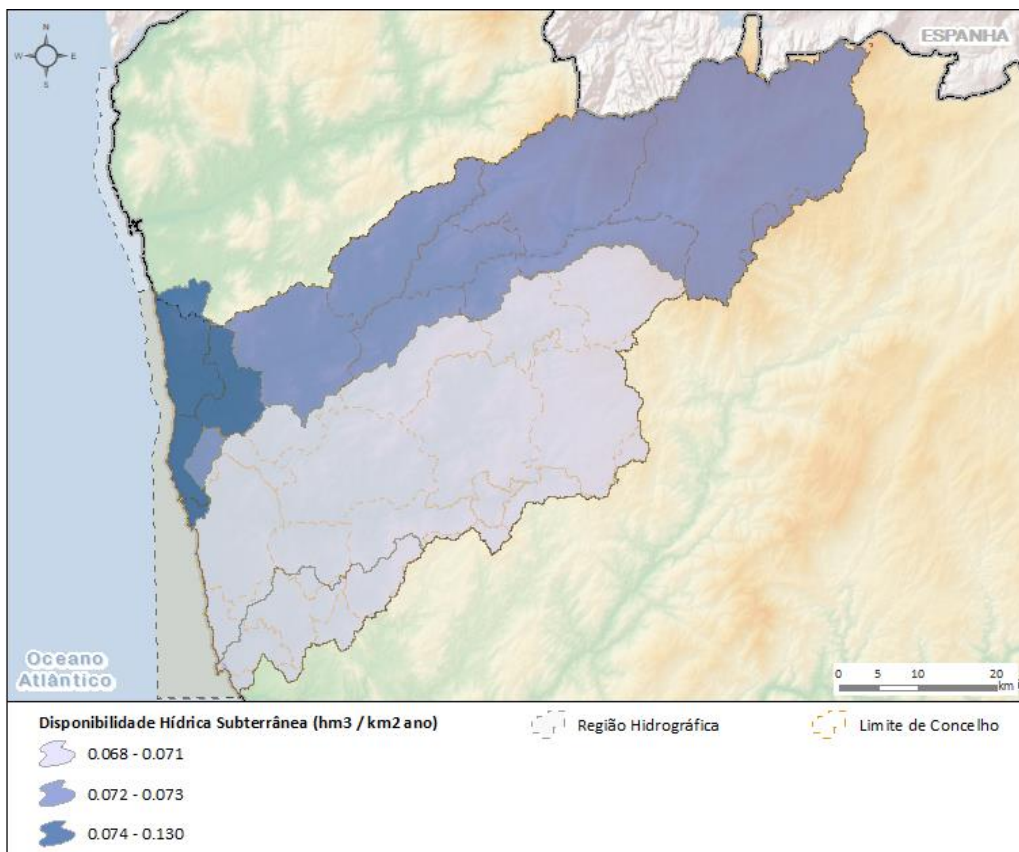 N
W E
S
ESPANHA
Oceano
Atlântico
0 5 10 20
km
Disponibilidade Hídrica Subterrânea (hm3 / km2 ano)
0.068 - 0.071
0.072 - 0.073
0.074 - 0.130
Região Hidrográfica
Limite de Concelho